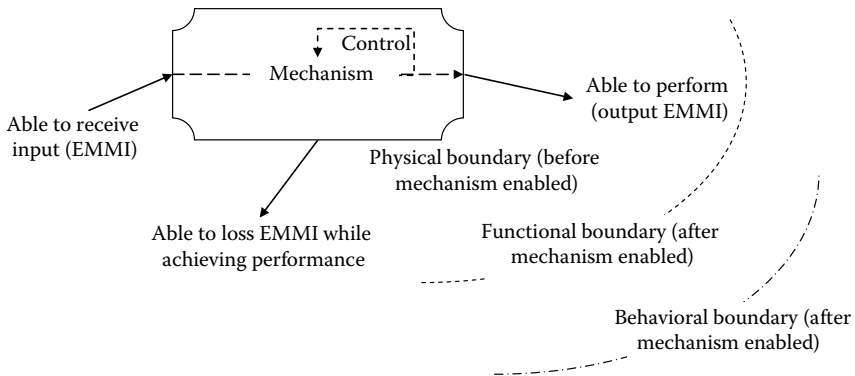 Control
Mechanism
Able to receive
input (EMMI)
Able to perform
(output EMMI)
Physical boundary (before
mechanism enabled)
Able to loss EMMI while
achieving performance
Functional boundary (after
mechanism enabled)
Behavioral boundary (after
mechanism enabled)